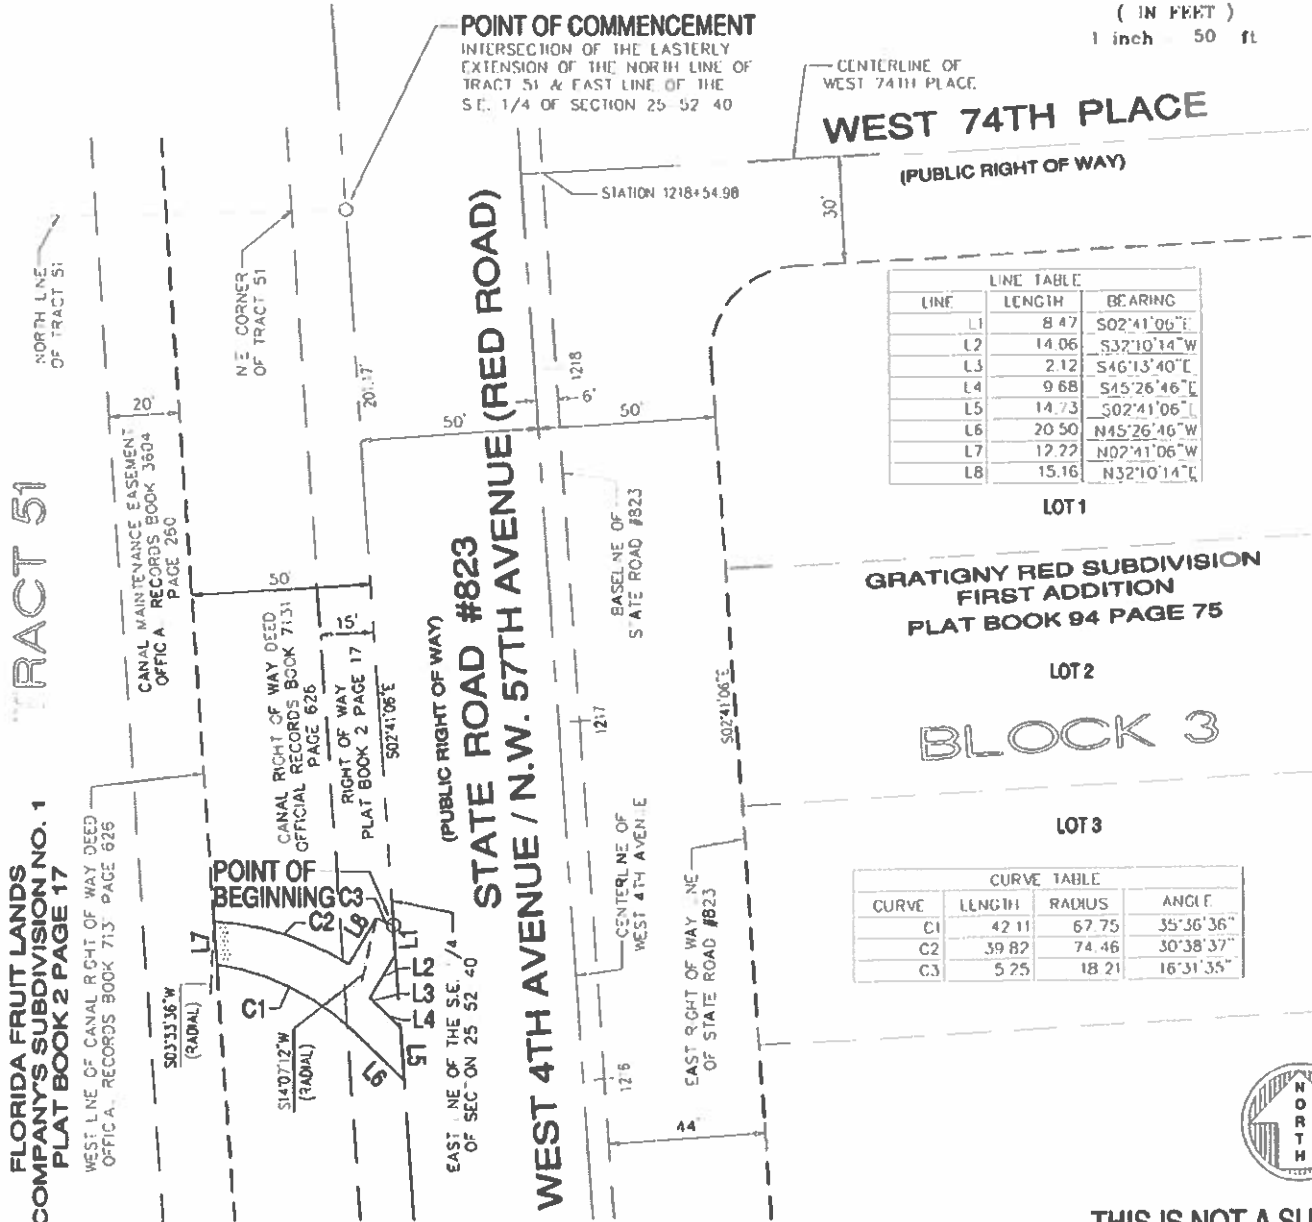 POINT OF COMMENCEMENT
INTERSECTION OF THE EASTERLY
EXTENSION OF THE NORTH LINE OF
TRACT 51 & EAST LINE OF THE
S.E. 1/4 OF SECTION 25 52 40
( IN FEET )
1 inch 50 ft
CENTERLINE OF
WEST 74TH PLACE
WEST 74TH PLACE
(PUBLIC RIGHT OF WAY)
STATION 1218+54.98
30'
NORTH LINE
OF TRACT 51
NE CORNER
OF TRACT 51
201.17'
1218
6'
20'
50'
50'
LINE TABLE
LINE LENGTH BEARING
L1 8.47 S02°41'06"E
L2 14.06 S32°10'14"W
L3 2.12 S46°13'40"E
L4 9.68 S45°26'46"E
L5 14.73 S02°41'06"E
L6 20.50 N45°26'46"W
L7 12.22 N02°41'06"W
L8 15.16 N32°10'14"E
LOT 1
GRATIGNY RED SUBDIVISION
FIRST ADDITION
PLAT BOOK 94 PAGE 75
LOT 2
BLOCK 3
LOT 3
CURVE TABLE
CURVE LENGTH RADIUS ANGLE
C1 42.11 67.75 35°36'36"
C2 39.82 74.46 30°38'37"
C3 5.25 18.21 16°31'35"
TRACT 51
CANAL MAINTENANCE EASEMENT
OFFICIAL RECORDS BOOK 3604
PAGE 260
50'
15'
CANAL RIGHT OF WAY DEED
OFFICIAL RECORDS BOOK 7131
PAGE 626
RIGHT OF WAY
PLAT BOOK 2 PAGE 17
S02°41'06"E
(PUBLIC RIGHT OF WAY)
STATE ROAD #823
WEST 4TH AVENUE / N.W. 57TH AVENUE (RED ROAD)
BASELINE OF
STATE ROAD #823
1217
S02°41'06"E
CENTERLINE OF
WEST 4TH AVENUE
EAST RIGHT OF WAY LINE
OF STATE ROAD #823
1216
44'
FLORIDA FRUIT LANDS
COMPANY'S SUBDIVISION NO. 1
PLAT BOOK 2 PAGE 17
WEST LINE OF CANAL RIGHT OF WAY DEED
OFFICIAL RECORDS BOOK 713 PAGE 626
POINT OF
BEGINNING
C3
C2
L8
L1
L7
L2
L3
L4
C1
L5
L6
S03°33'36"W
(RADIAL)
S14°07'12"W
(RADIAL)
EAST LINE OF THE S.E. 1/4
OF SECTION 25 52 40
NORTH
THIS IS NOT A SU